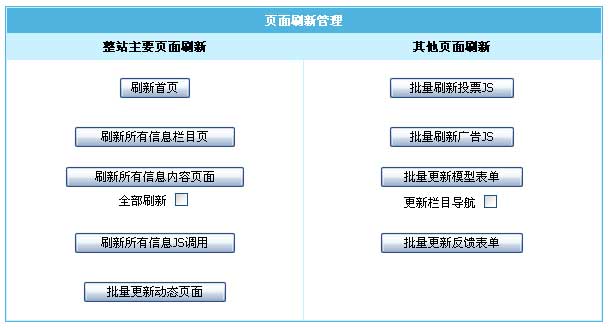 页面刷新管理
整站主要页面刷新
其他页面刷新
刷新首页
批量刷新投票JS
刷新所有信息栏目页
批量刷新广告JS
刷新所有信息内容页面
批量更新模型表单
全部刷新
更新栏目导航
刷新所有信息JS调用
批量更新反馈表单
批量更新动态页面